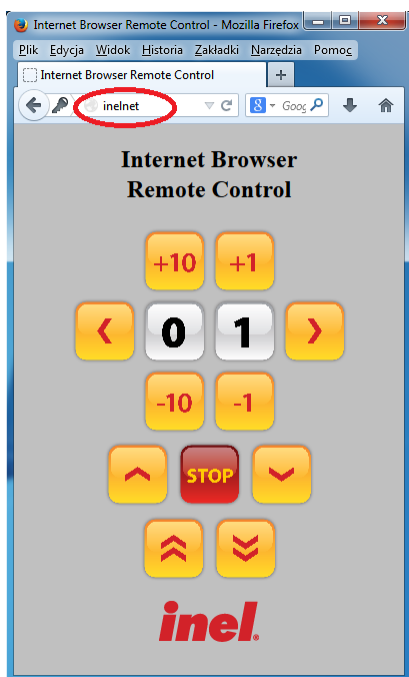 Internet Browser Remote Control - Mozilla Firefox
Plik Edycja Widok Historia Zakładki Narzędzia Pomoc
Internet Browser Remote Control
inelnet
8 - Goog
Internet Browser
Remote Control
+10 +1
0 1
-10 -1
STOP
inel.